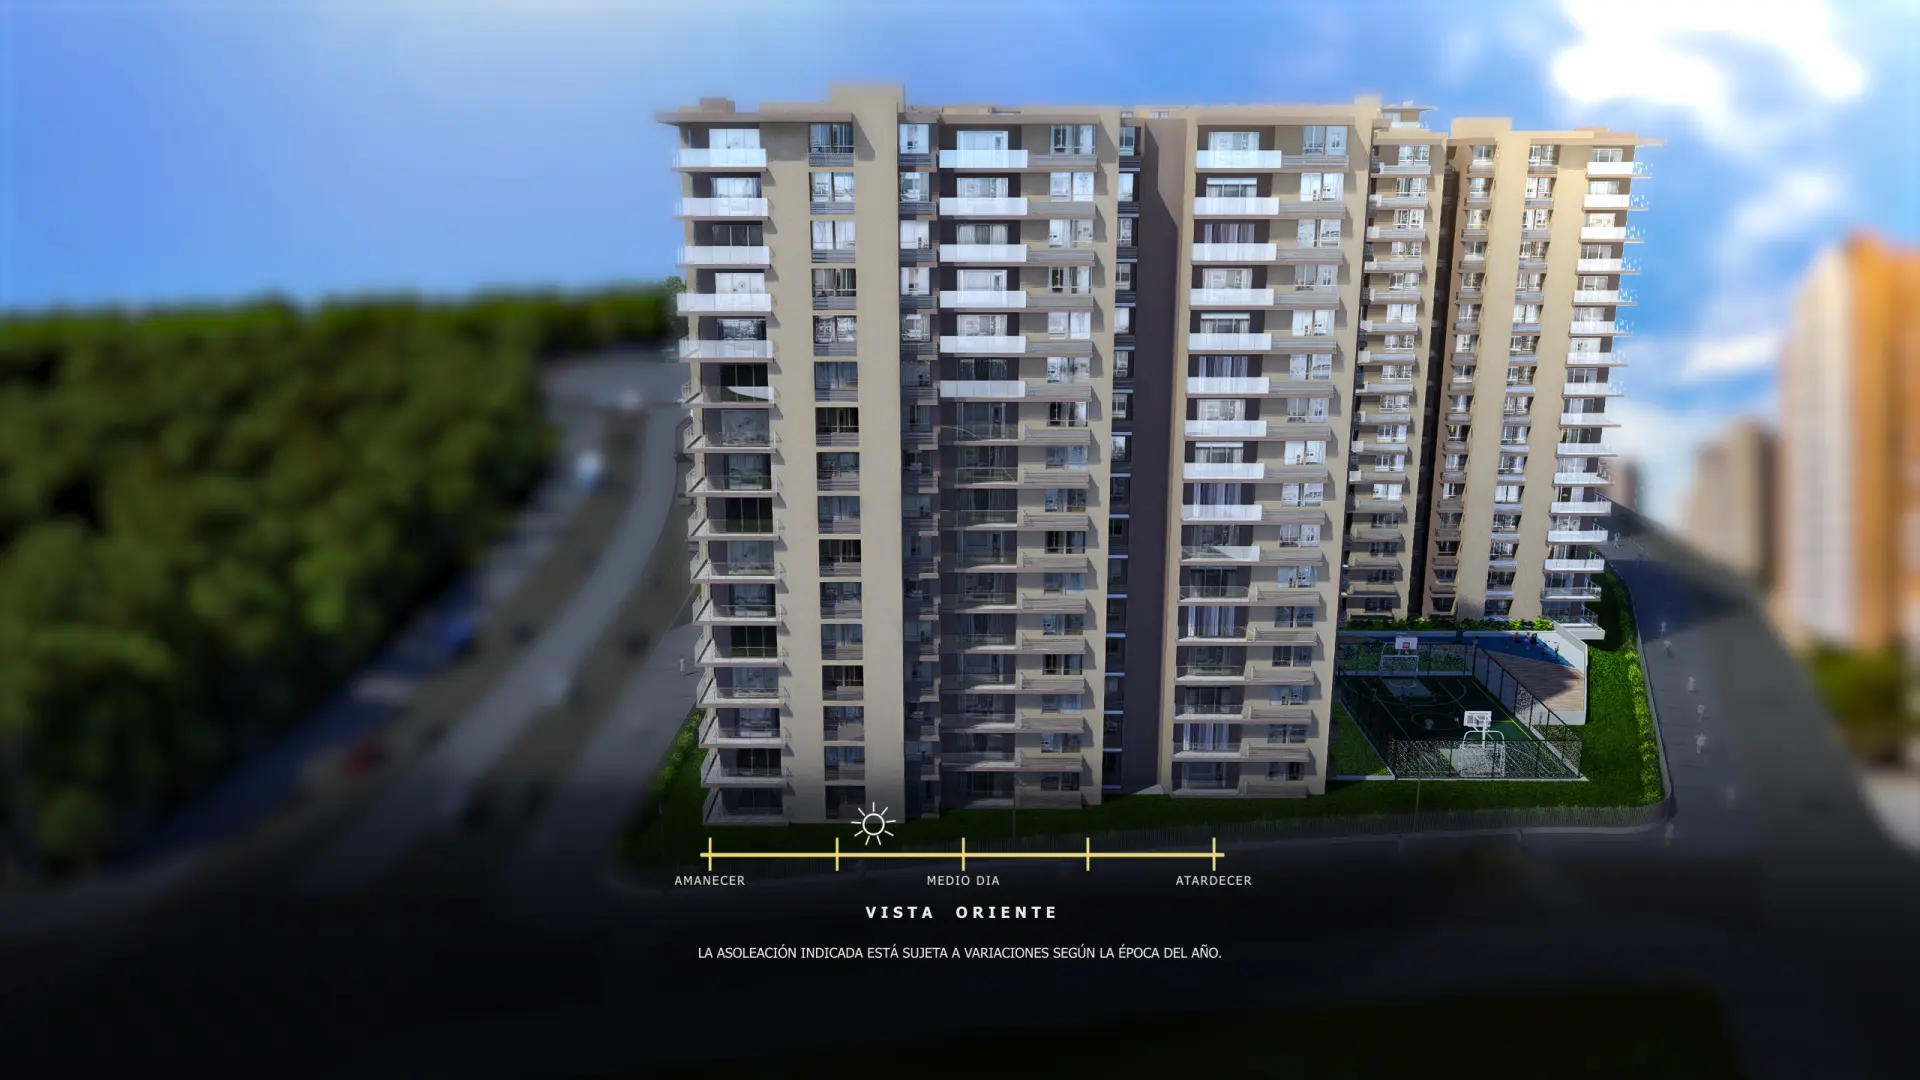 AMANECER MEDIO DIA ATARDECER
VISTA ORIENTE
LA ASOLEACIÓN INDICADA ESTÁ SUJETA A VARIACIONES SEGÚN LA ÉPOCA DEL AÑO.